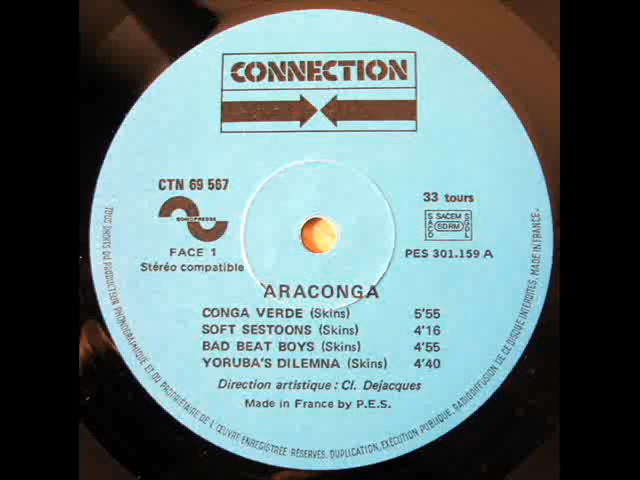 CONNECTION
CTN 69 567
33 tours
SONOPRESSE
SACEM
SACD SDRM SGDL
FACE 1
PES 301.159 A
Stéréo compatible
ARACONGA
CONGA VERDE (Skins) 5'55
SOFT SESTOONS (Skins) 4'16
BAD BEAT BOYS (Skins) 4'55
YORUBA'S DILEMNA (Skins) 4'40
Direction artistique : Cl. Dejacques
Made in France by P.E.S.
TOUS DROITS DU PRODUCTEUR PHONOGRAPHIQUE ET DU PROPRIÉTAIRE DE L'ŒUVRE ENREGISTRÉE RÉSERVÉS. DUPLICATION, EXÉCUTION PUBLIQUE, RADIODIFFUSION DE CE DISQUE INTERDITES. MADE IN FRANCE.